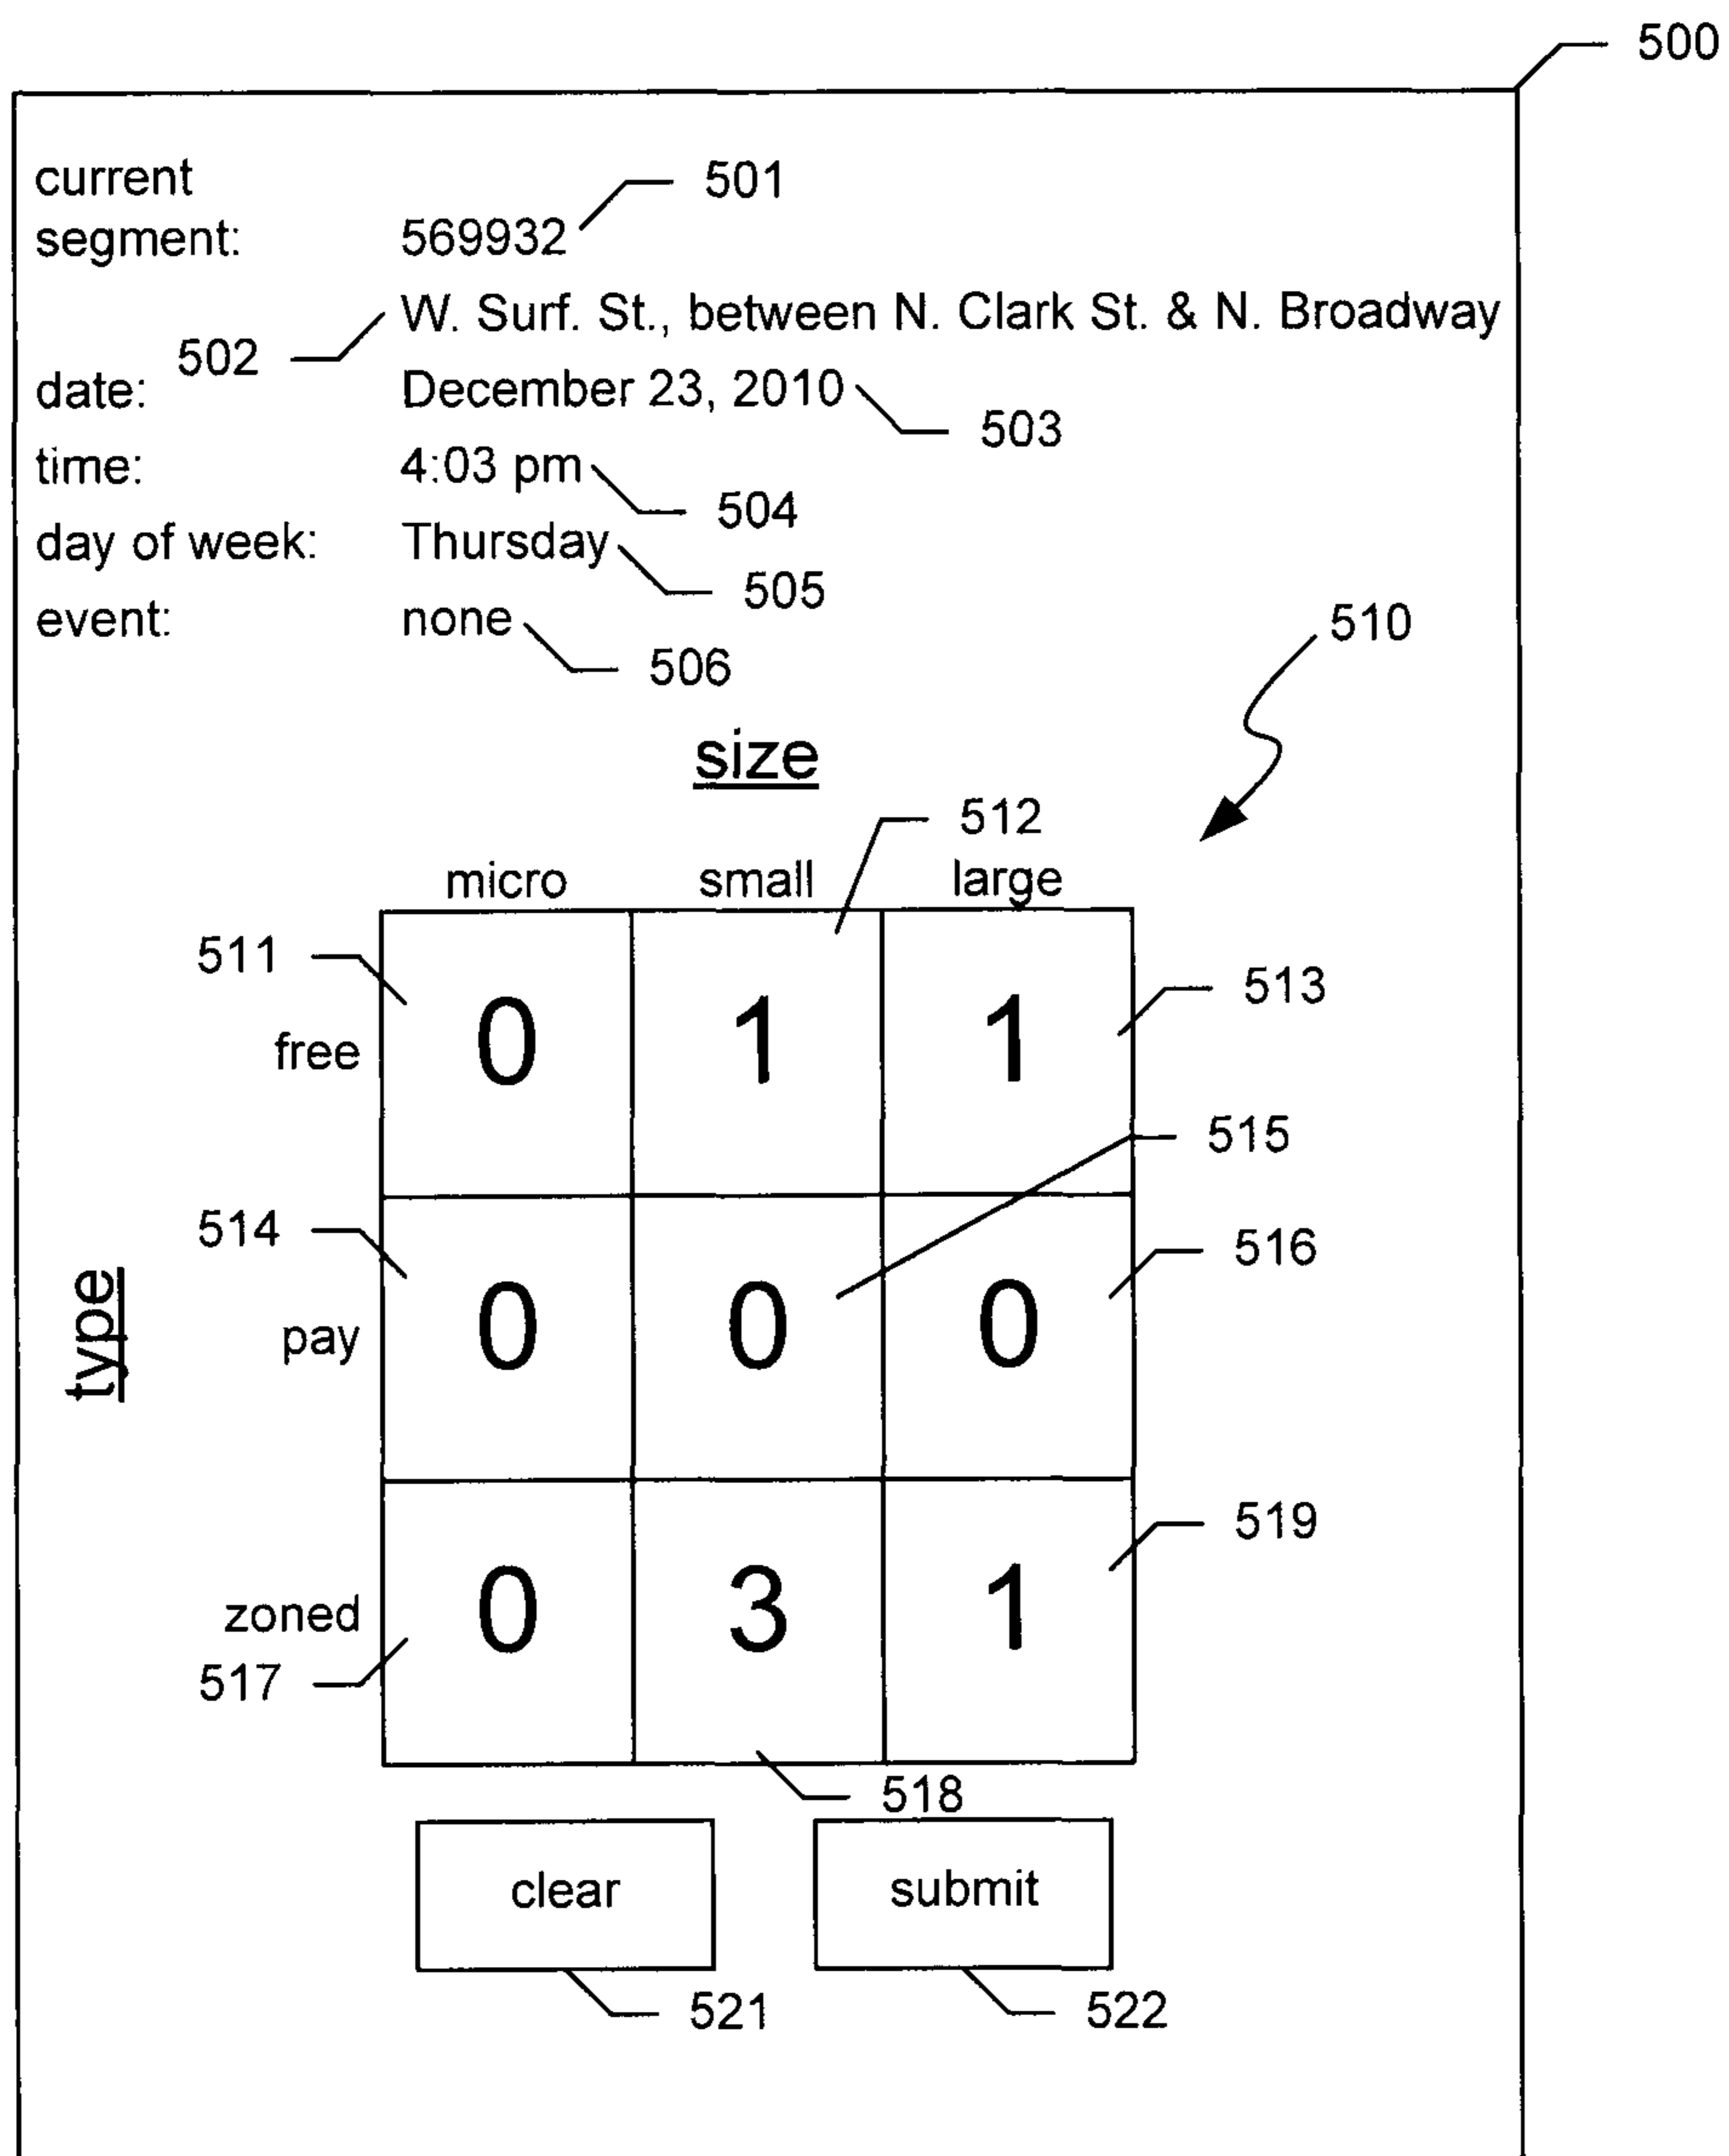 500
current
segment: 569932 501
W. Surf. St., between N. Clark St. & N. Broadway
502
date: December 23, 2010
503
time: 4:03 pm
504
day of week: Thursday
505
event: none
506
510
size
512
micro small large
511
513
free 0 1 1
515
514
516
type
pay 0 0 0
519
zoned 0 3 1
517
518
clear submit
521 522